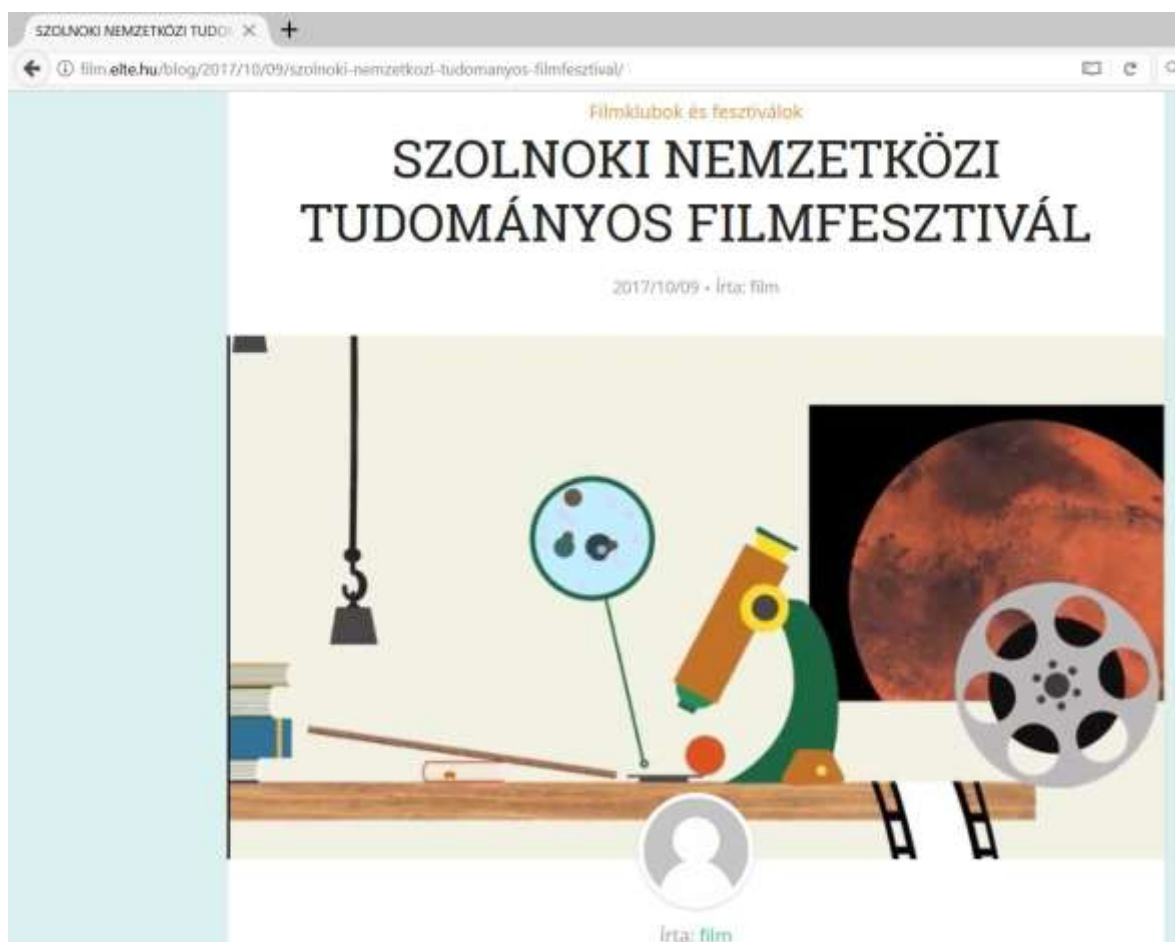 SZOLNOKI NEMZETKÖZI TUDO
film.elte.hu/blog/2017/10/09/szolnoki-nemzetkozi-tudomanyos-filmfesztival/
Filmklubok és fesztiválok
SZOLNOKI NEMZETKÖZI
TUDOMÁNYOS FILMFESZTIVÁL
2017/10/09 • Írta: film
Írta: film